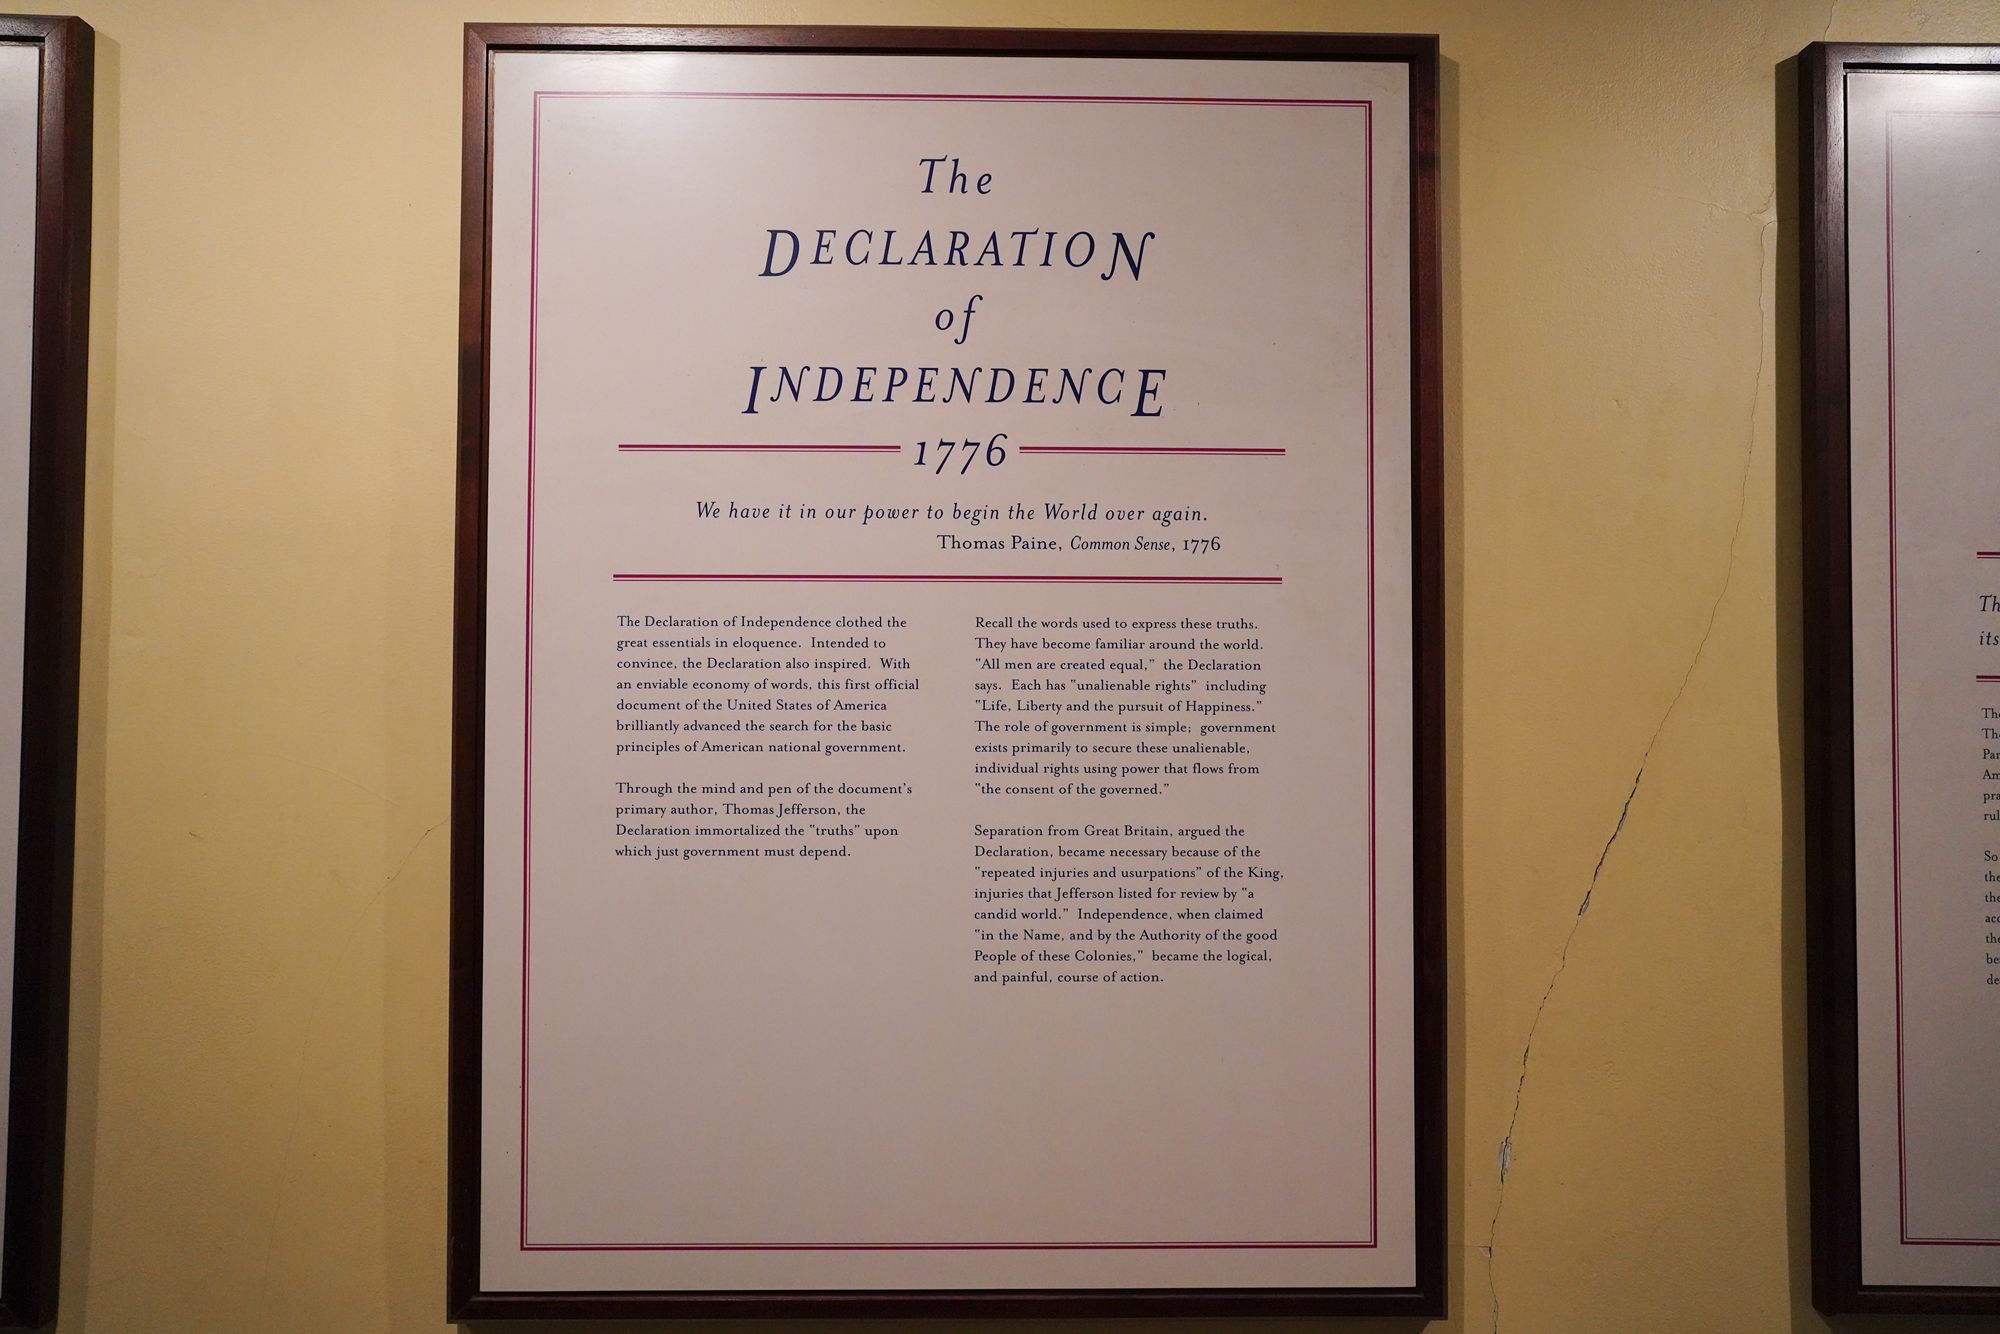 The
DECLARATION
of
INDEPENDENCE
1776
We have it in our power to begin the World over again.
Thomas Paine, Common Sense, 1776
The Declaration of Independence clothed the
great essentials in eloquence. Intended to
convince, the Declaration also inspired. With
an enviable economy of words, this first official
document of the United States of America
brilliantly advanced the search for the basic
principles of American national government.
Through the mind and pen of the document's
primary author, Thomas Jefferson, the
Declaration immortalized the "truths" upon
which just government must depend.
Recall the words used to express these truths.
They have become familiar around the world.
"All men are created equal," the Declaration
says. Each has "unalienable rights" including
"Life, Liberty and the pursuit of Happiness."
The role of government is simple; government
exists primarily to secure these unalienable,
individual rights using power that flows from
"the consent of the governed."
Separation from Great Britain, argued the
Declaration, became necessary because of the
"repeated injuries and usurpations" of the King,
injuries that Jefferson listed for review by "a
candid world." Independence, when claimed
"in the Name, and by the Authority of the good
People of these Colonies," became the logical,
and painful, course of action.
its
So